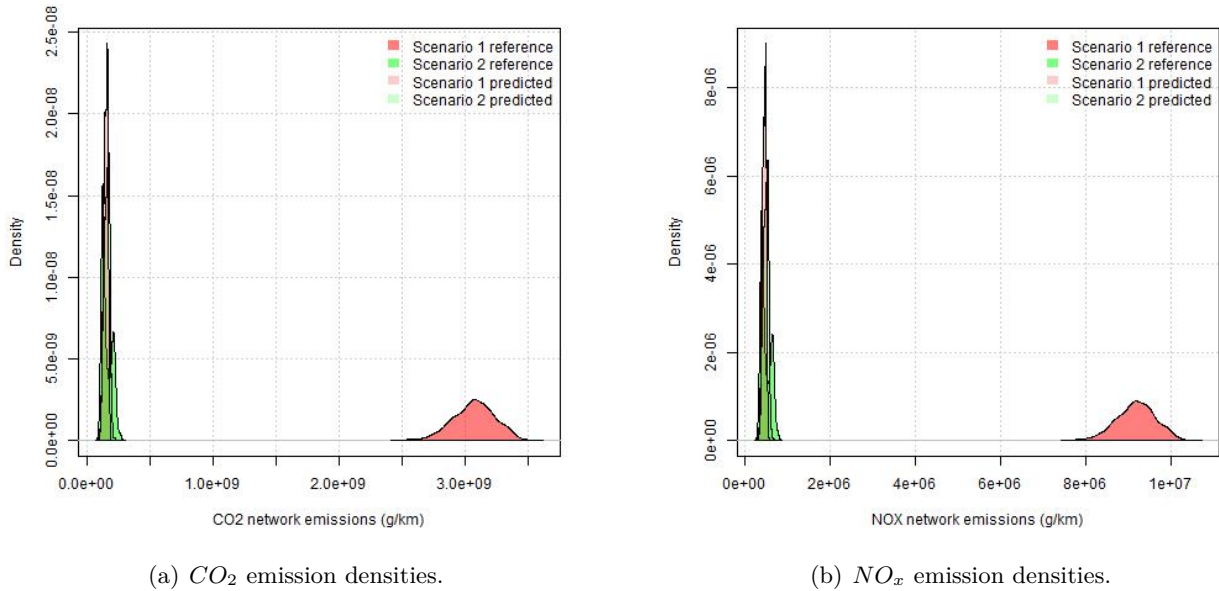 Scenario 1 reference
Scenario 2 reference
Scenario 1 predicted
Scenario 2 predicted
2.5e-08
2.0e-08
1.5e-08
1.0e-08
5.0e-09
0.0e+00
Density
0.0e+00 1.0e+09 2.0e+09 3.0e+09
CO2 network emissions (g/km)
(a) CO₂ emission densities.
Scenario 1 reference
Scenario 2 reference
Scenario 1 predicted
Scenario 2 predicted
8e-06
6e-06
4e-06
2e-06
0e+00
Density
0e+00 2e+06 4e+06 6e+06 8e+06 1e+07
NOX network emissions (g/km)
(b) NOₓ emission densities.